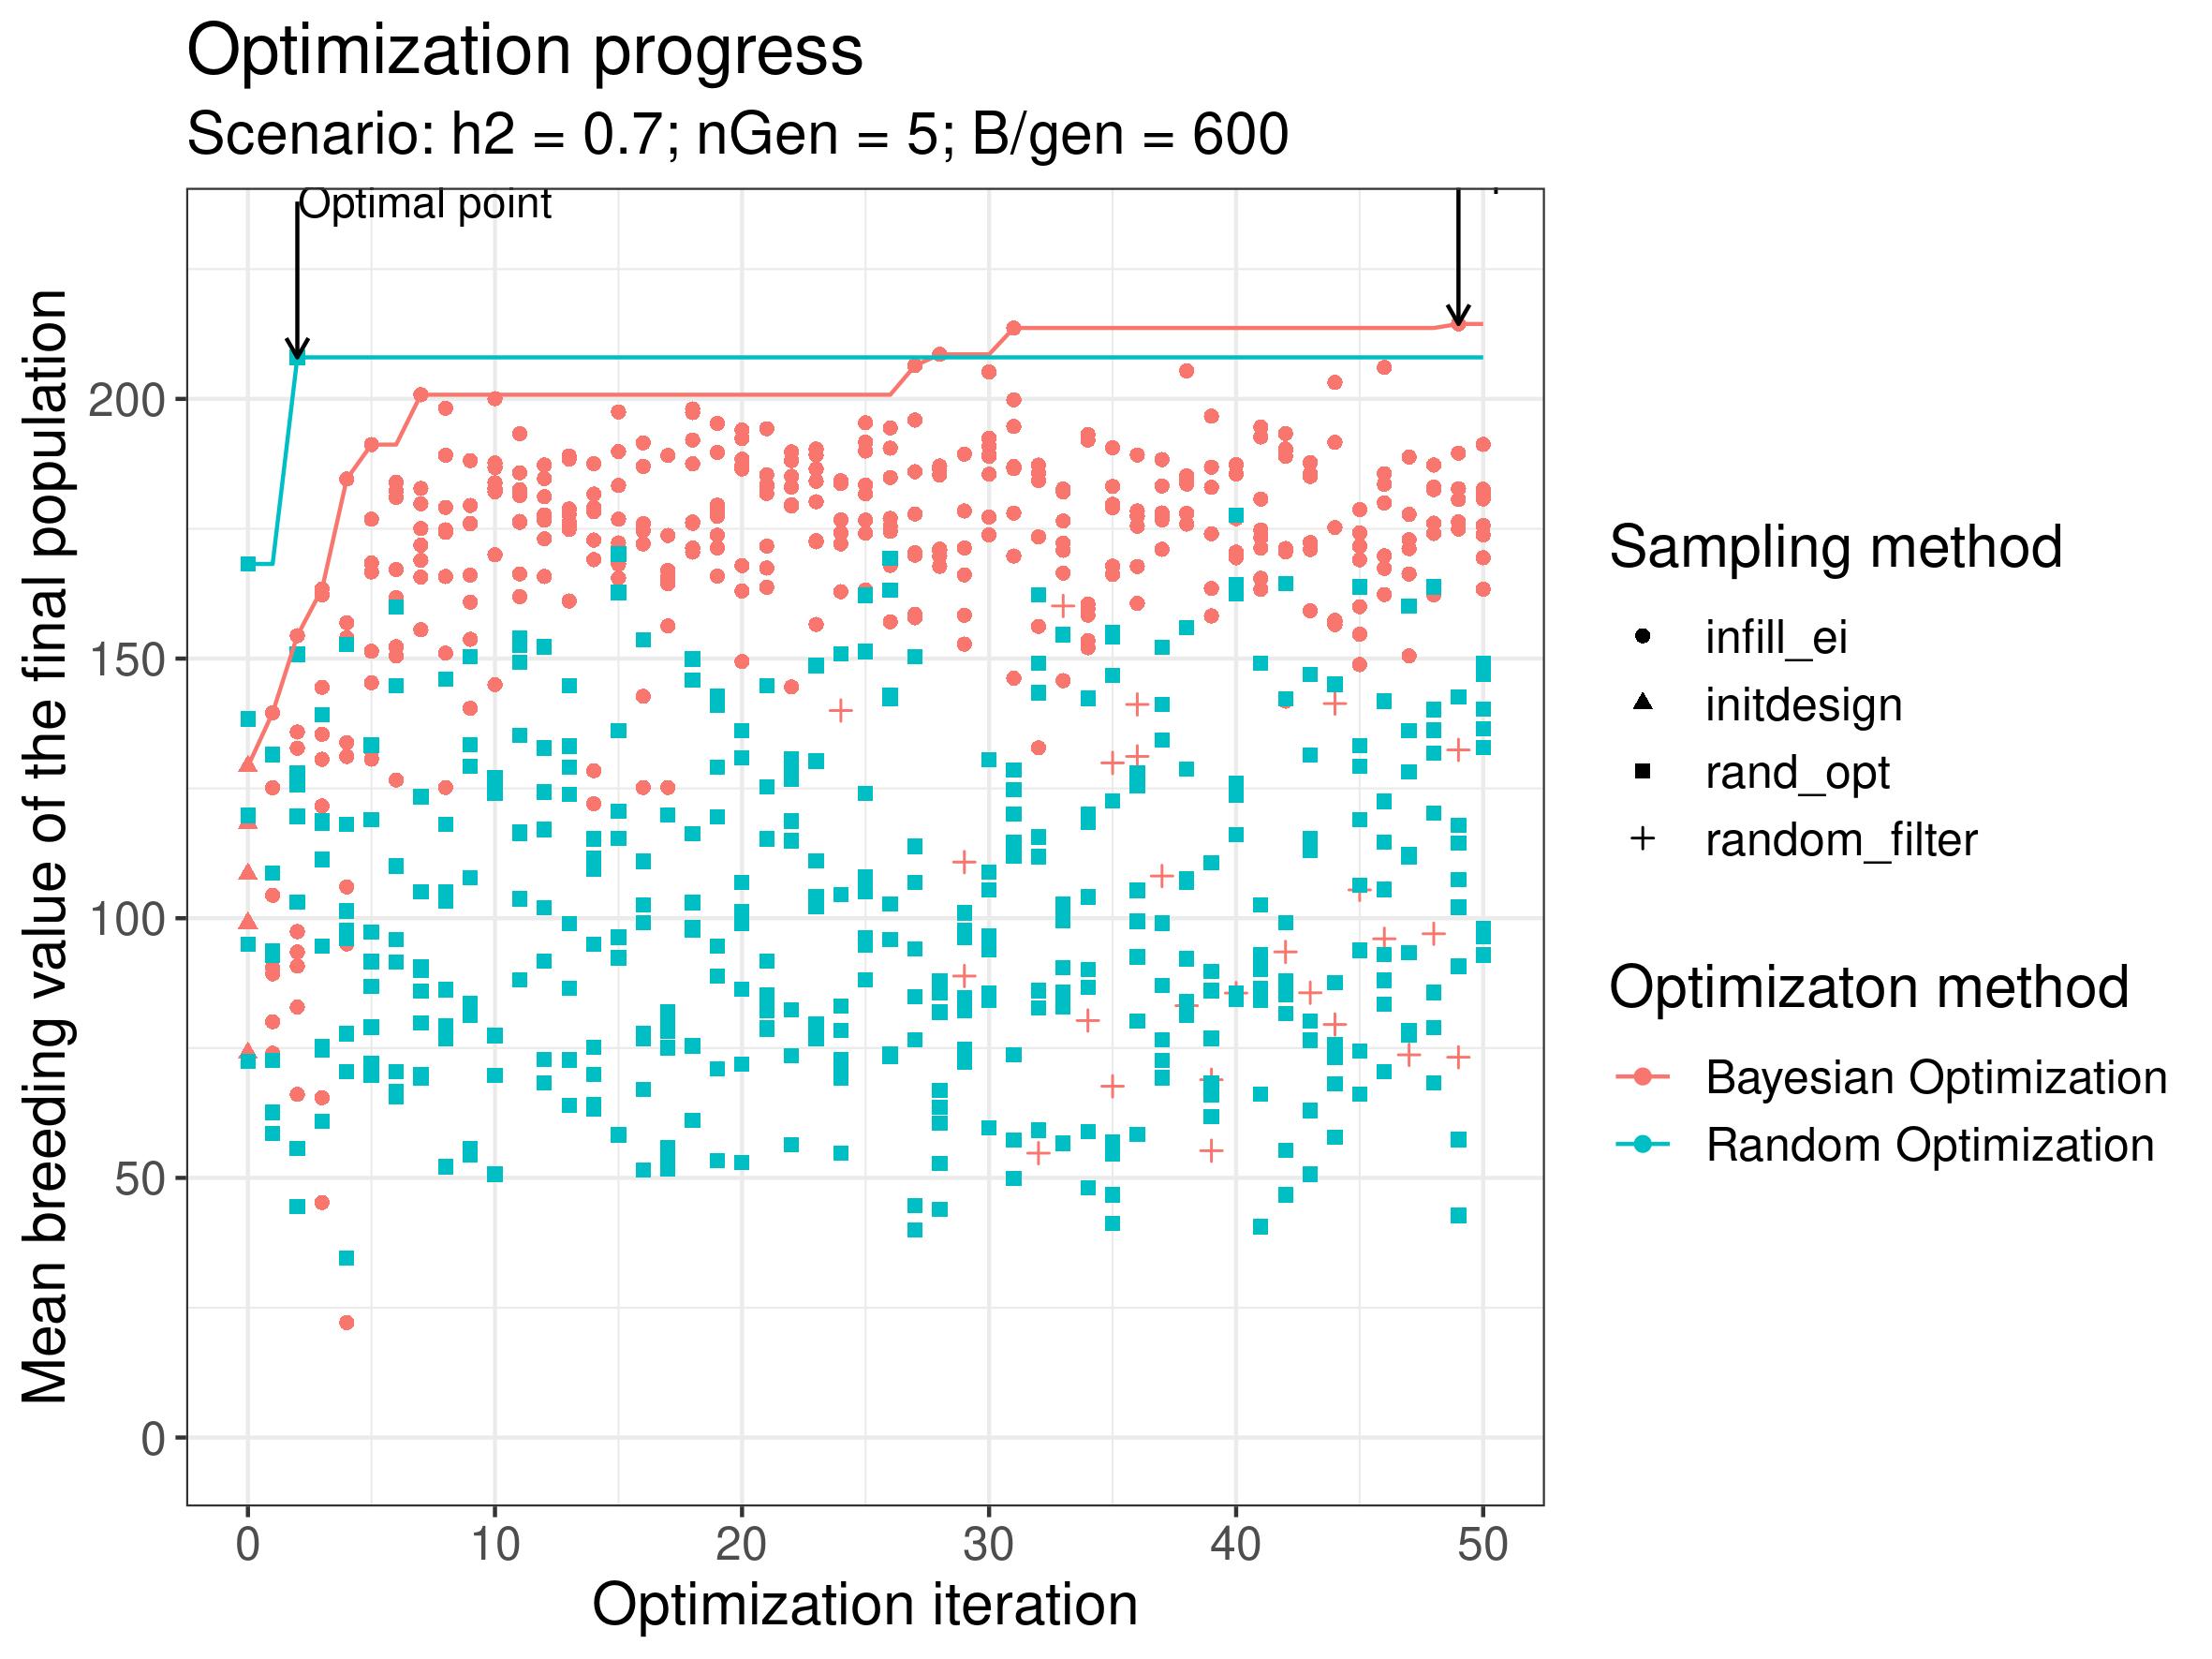 Optimization progress
Scenario: h2 = 0.7; nGen = 5; B/gen = 600
Optimal point
Mean breeding value of the final population
200
150
100
50
0
0 10 20 30 40 50
Optimization iteration
Sampling method
infill_ei
initdesign
rand_opt
random_filter
Optimizaton method
Bayesian Optimization
Random Optimization